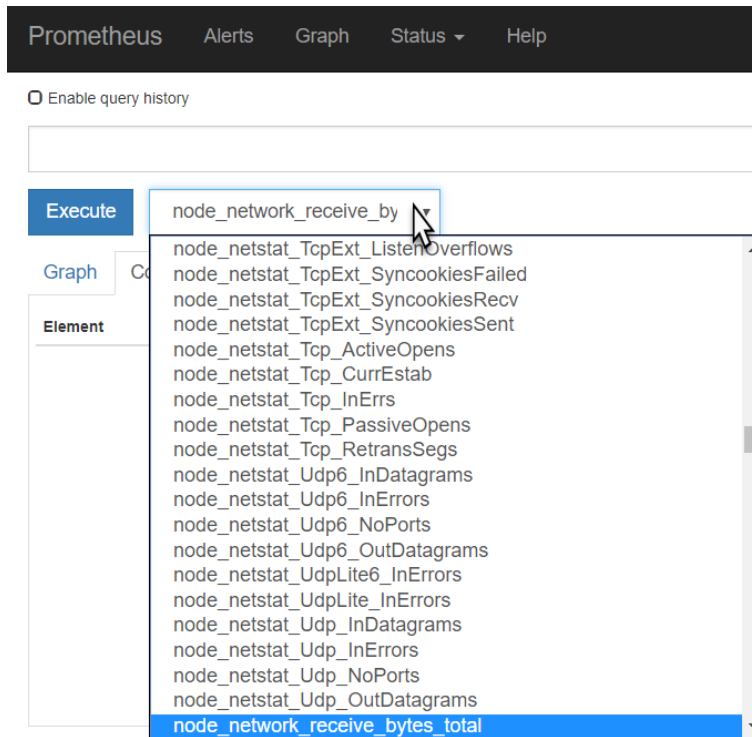 Prometheus Alerts Graph Status Help
Enable query history
Execute node_network_receive_by
node_netstat_TcpExt_ListenOverflows
Graph Co node_netstat_TcpExt_SyncookiesFailed
node_netstat_TcpExt_SyncookiesRecv
Element node_netstat_TcpExt_SyncookiesSent
node_netstat_Tcp_ActiveOpens
node_netstat_Tcp_CurrEstab
node_netstat_Tcp_InErrs
node_netstat_Tcp_PassiveOpens
node_netstat_Tcp_RetransSegs
node_netstat_Udp6_InDatagrams
node_netstat_Udp6_InErrors
node_netstat_Udp6_NoPorts
node_netstat_Udp6_OutDatagrams
node_netstat_UdpLite6_InErrors
node_netstat_UdpLite_InErrors
node_netstat_Udp_InDatagrams
node_netstat_Udp_InErrors
node_netstat_Udp_NoPorts
node_netstat_Udp_OutDatagrams
node_network_receive_bytes_total